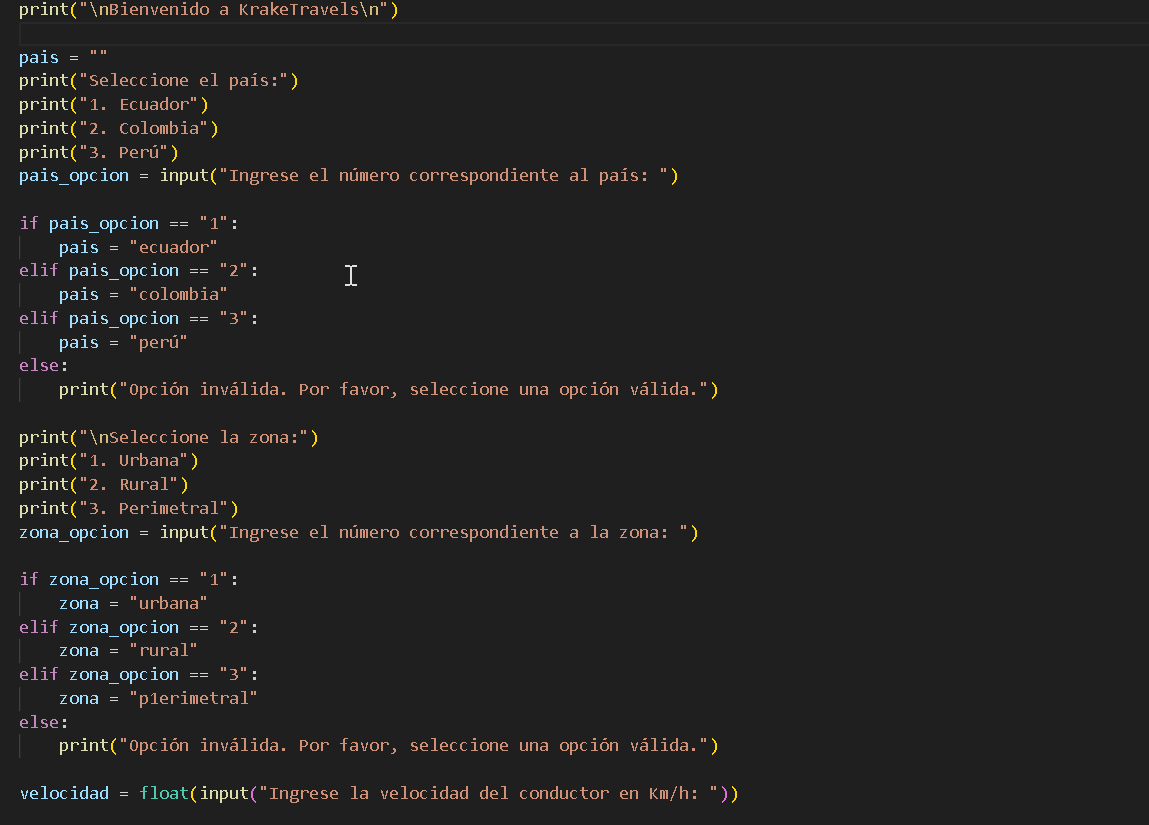 print("\nBienvenido a KrakeTravels\n")
pais = ""
print("Seleccione el país:")
print("1. Ecuador")
print("2. Colombia")
print("3. Perú")
pais_opcion = input("Ingrese el número correspondiente al país: ")
if pais_opcion == "1":
    pais = "ecuador"
elif pais_opcion == "2":
    pais = "colombia"
elif pais_opcion == "3":
    pais = "perú"
else:
    print("Opción inválida. Por favor, seleccione una opción válida.")
print("\nSeleccione la zona:")
print("1. Urbana")
print("2. Rural")
print("3. Perimetral")
zona_opcion = input("Ingrese el número correspondiente a la zona: ")
if zona_opcion == "1":
    zona = "urbana"
elif zona_opcion == "2":
    zona = "rural"
elif zona_opcion == "3":
    zona = "p1erimetral"
else:
    print("Opción inválida. Por favor, seleccione una opción válida.")
velocidad = float(input("Ingrese la velocidad del conductor en Km/h: "))